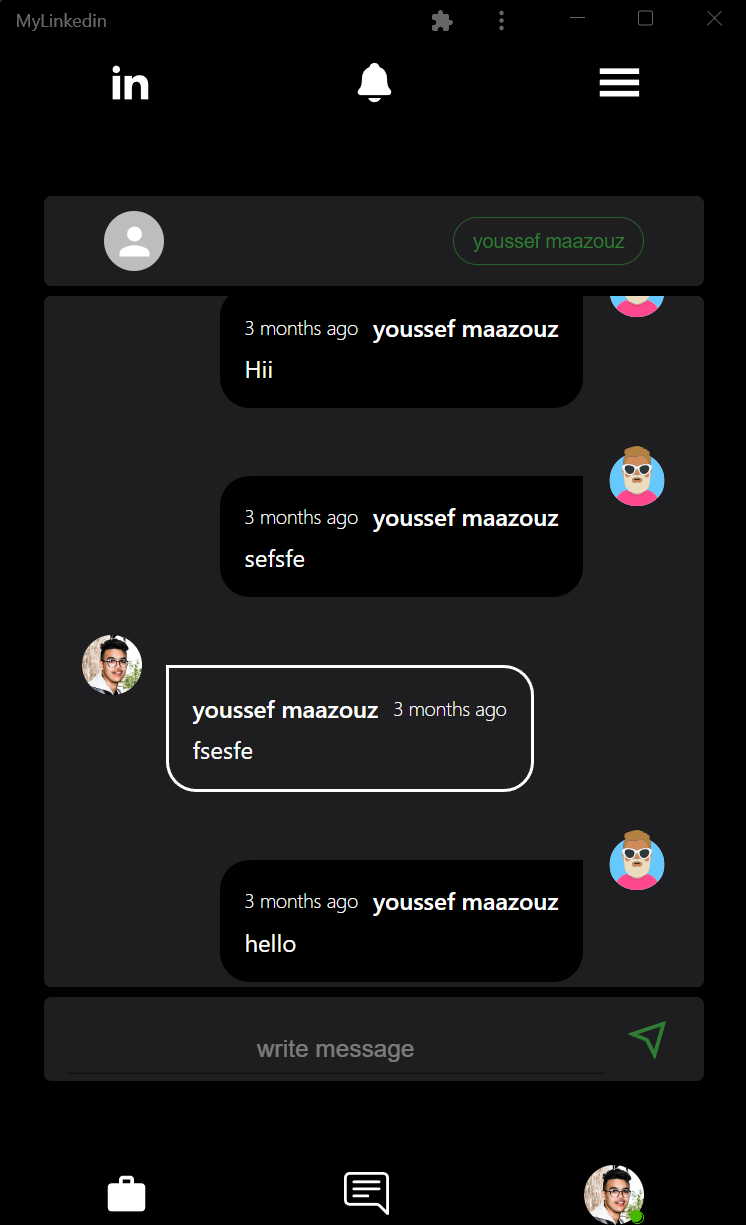 MyLinkedin
in
youssef maazouz
3 months ago youssef maazouz
Hii
3 months ago youssef maazouz
sefsfe
youssef maazouz 3 months ago
fsesfe
3 months ago youssef maazouz
hello
write message